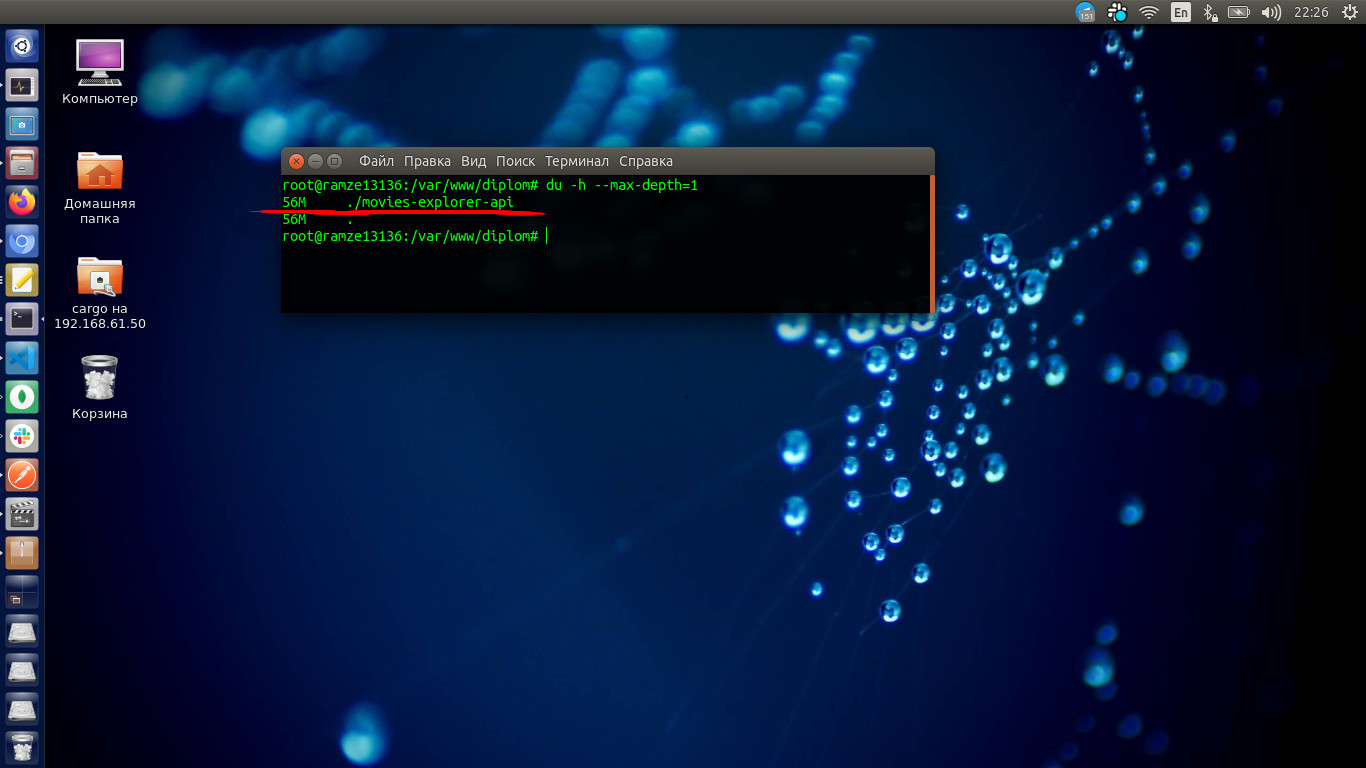 151
En
22:26
Компьютер
Домашняя
папка
cargo на
192.168.61.50
Корзина
Файл Правка Вид Поиск Терминал Справка
root@ramze13136:/var/www/diplom# du -h --max-depth=1
56M     ./movies-explorer-api
56M     .
root@ramze13136:/var/www/diplom#